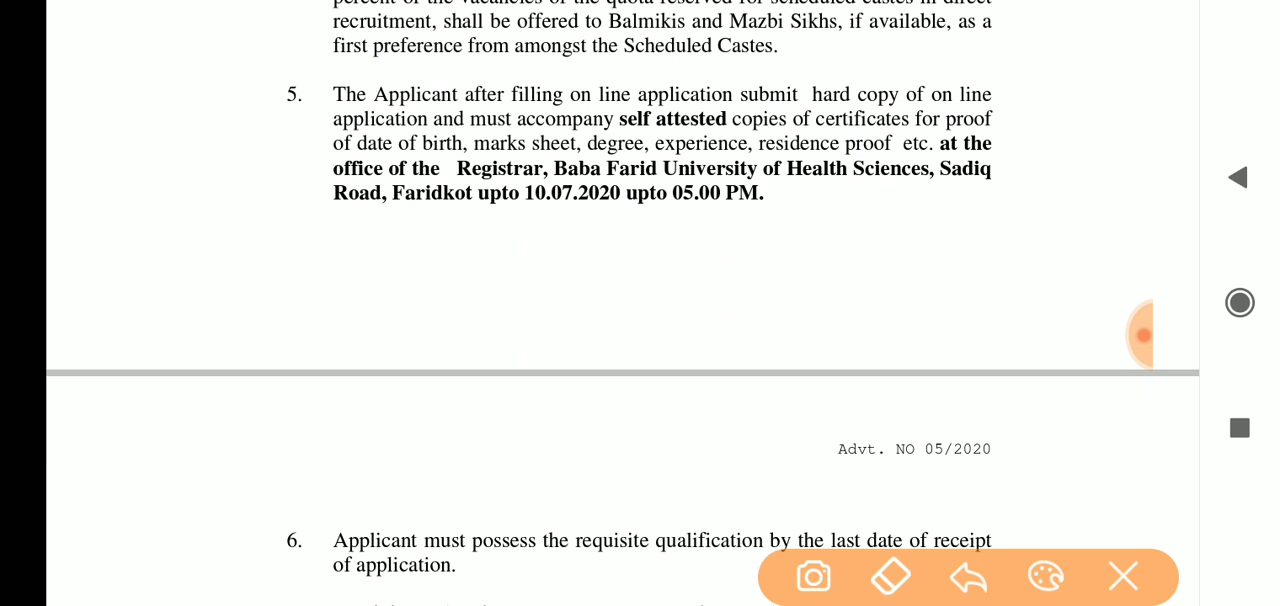 recruitment, shall be offered to Balmikis and Mazbi Sikhs, if available, as a
first preference from amongst the Scheduled Castes.
5. The Applicant after filling on line application submit hard copy of on line
application and must accompany self attested copies of certificates for proof
of date of birth, marks sheet, degree, experience, residence proof etc. at the
office of the Registrar, Baba Farid University of Health Sciences, Sadiq
Road, Faridkot upto 10.07.2020 upto 05.00 PM.
Advt. NO 05/2020
6. Applicant must possess the requisite qualification by the last date of receipt
of application.